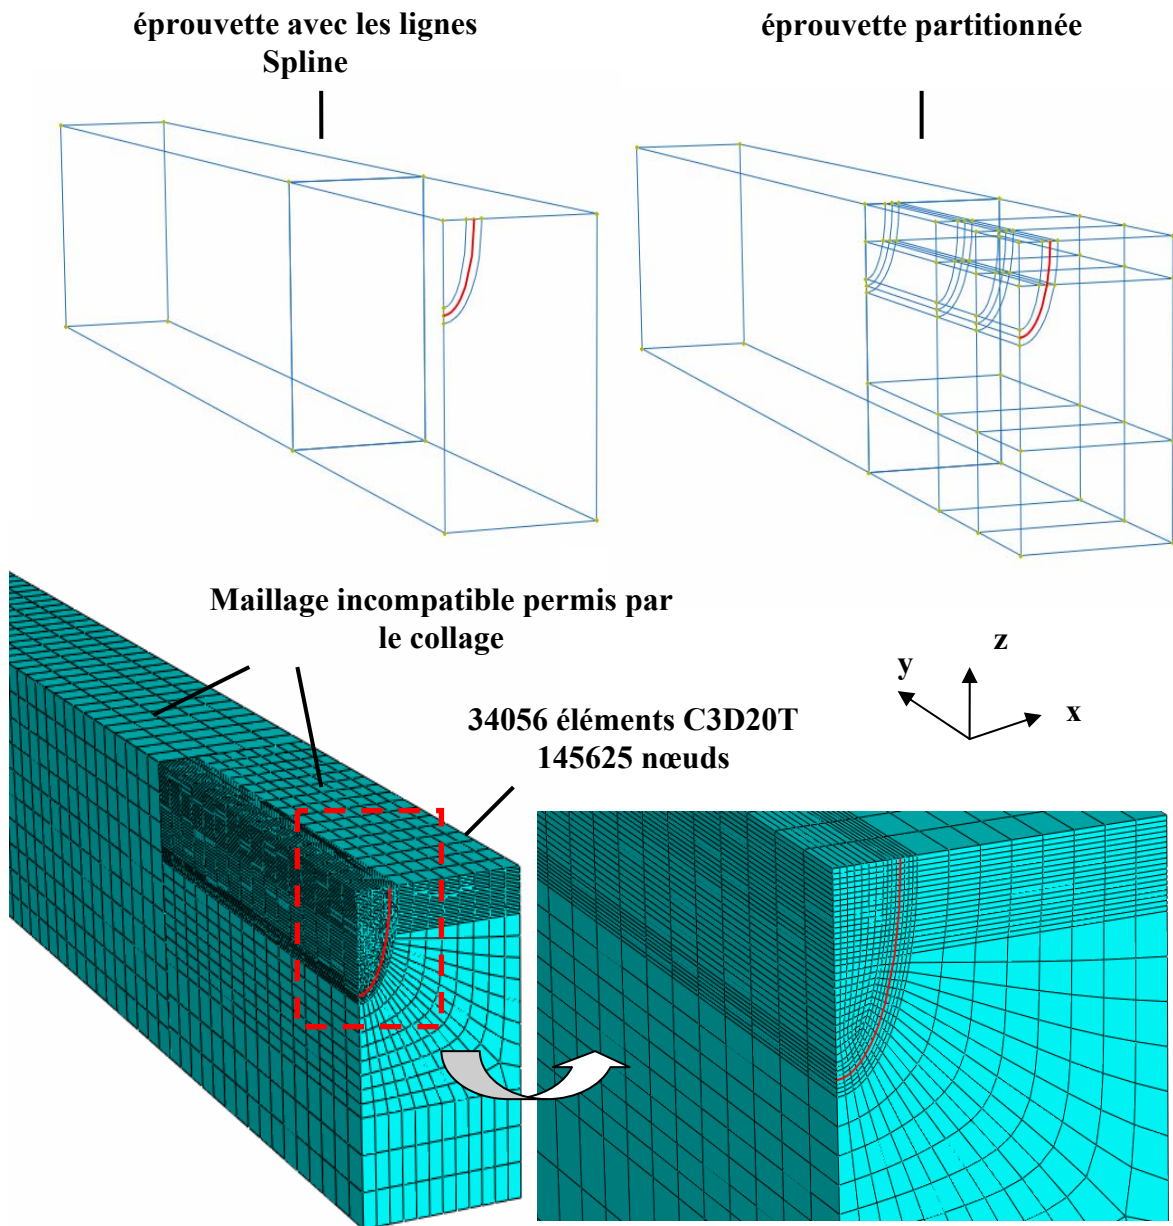 éprouvette avec les lignes
Spline
éprouvette partitionnée
Maillage incompatible permis par
le collage
34056 éléments C3D20T
145625 nœuds
z
y
x